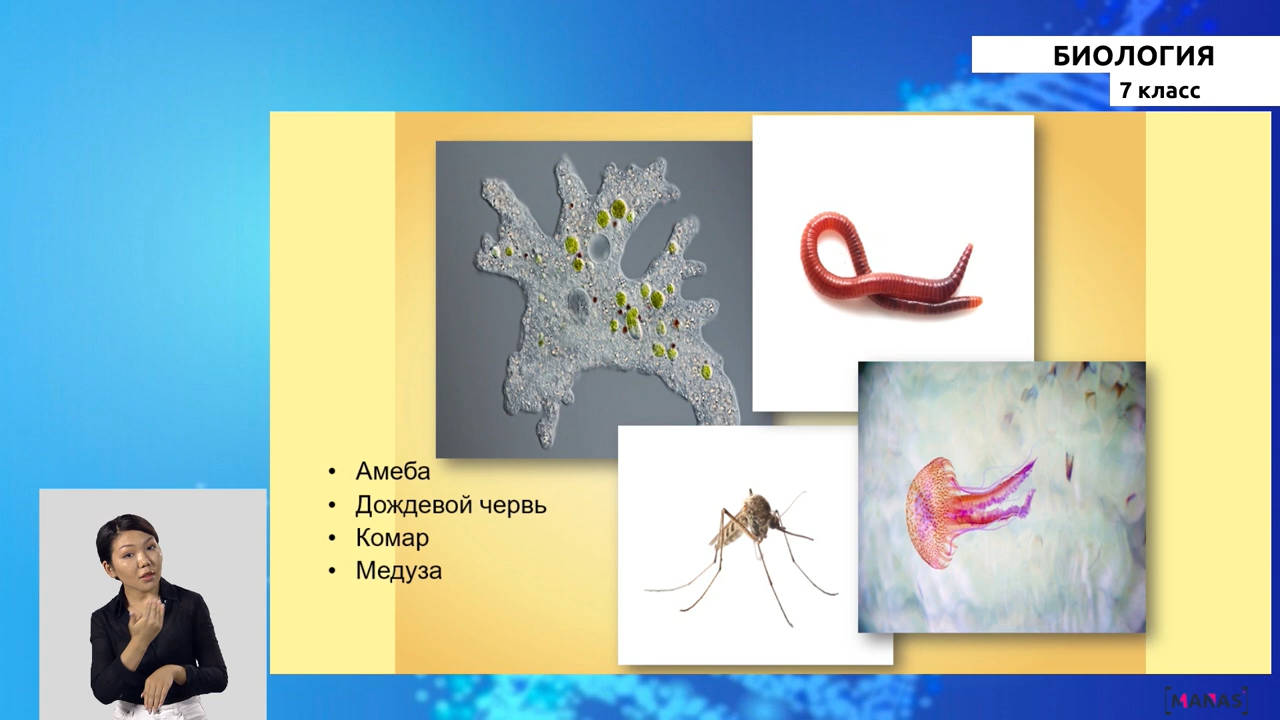 БИОЛОГИЯ
7 класс
• Амеба
• Дождевой червь
• Комар
• Медуза
[MANAS]